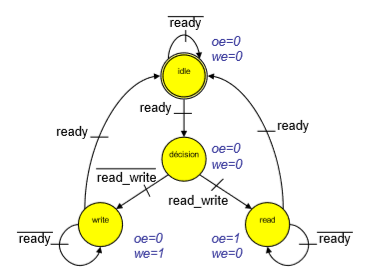 ready
oe=0
we=0
idle
ready
ready
ready
décision
oe=0
we=0
read_write
read_write
write
read
ready
oe=0
we=1
oe=1
we=0
ready